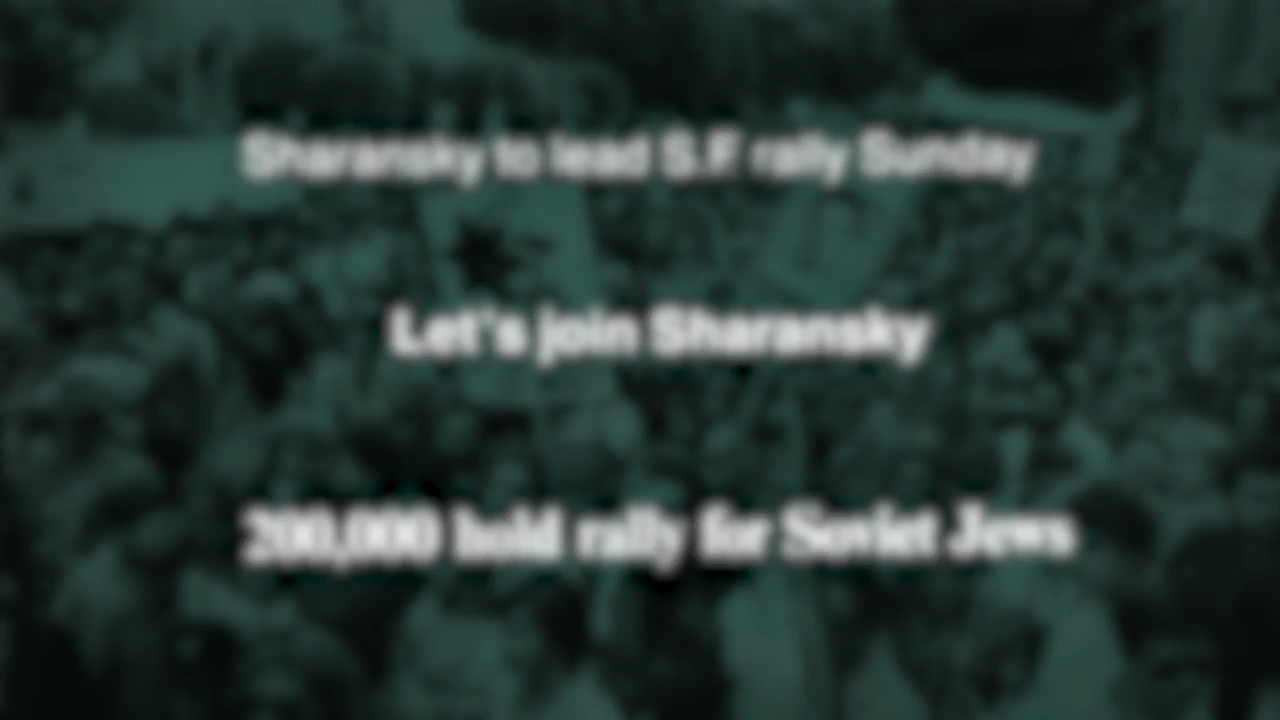 Sharansky to lead S.F. rally Sunday
Let's join Sharansky
200,000 hold rally for Soviet Jews